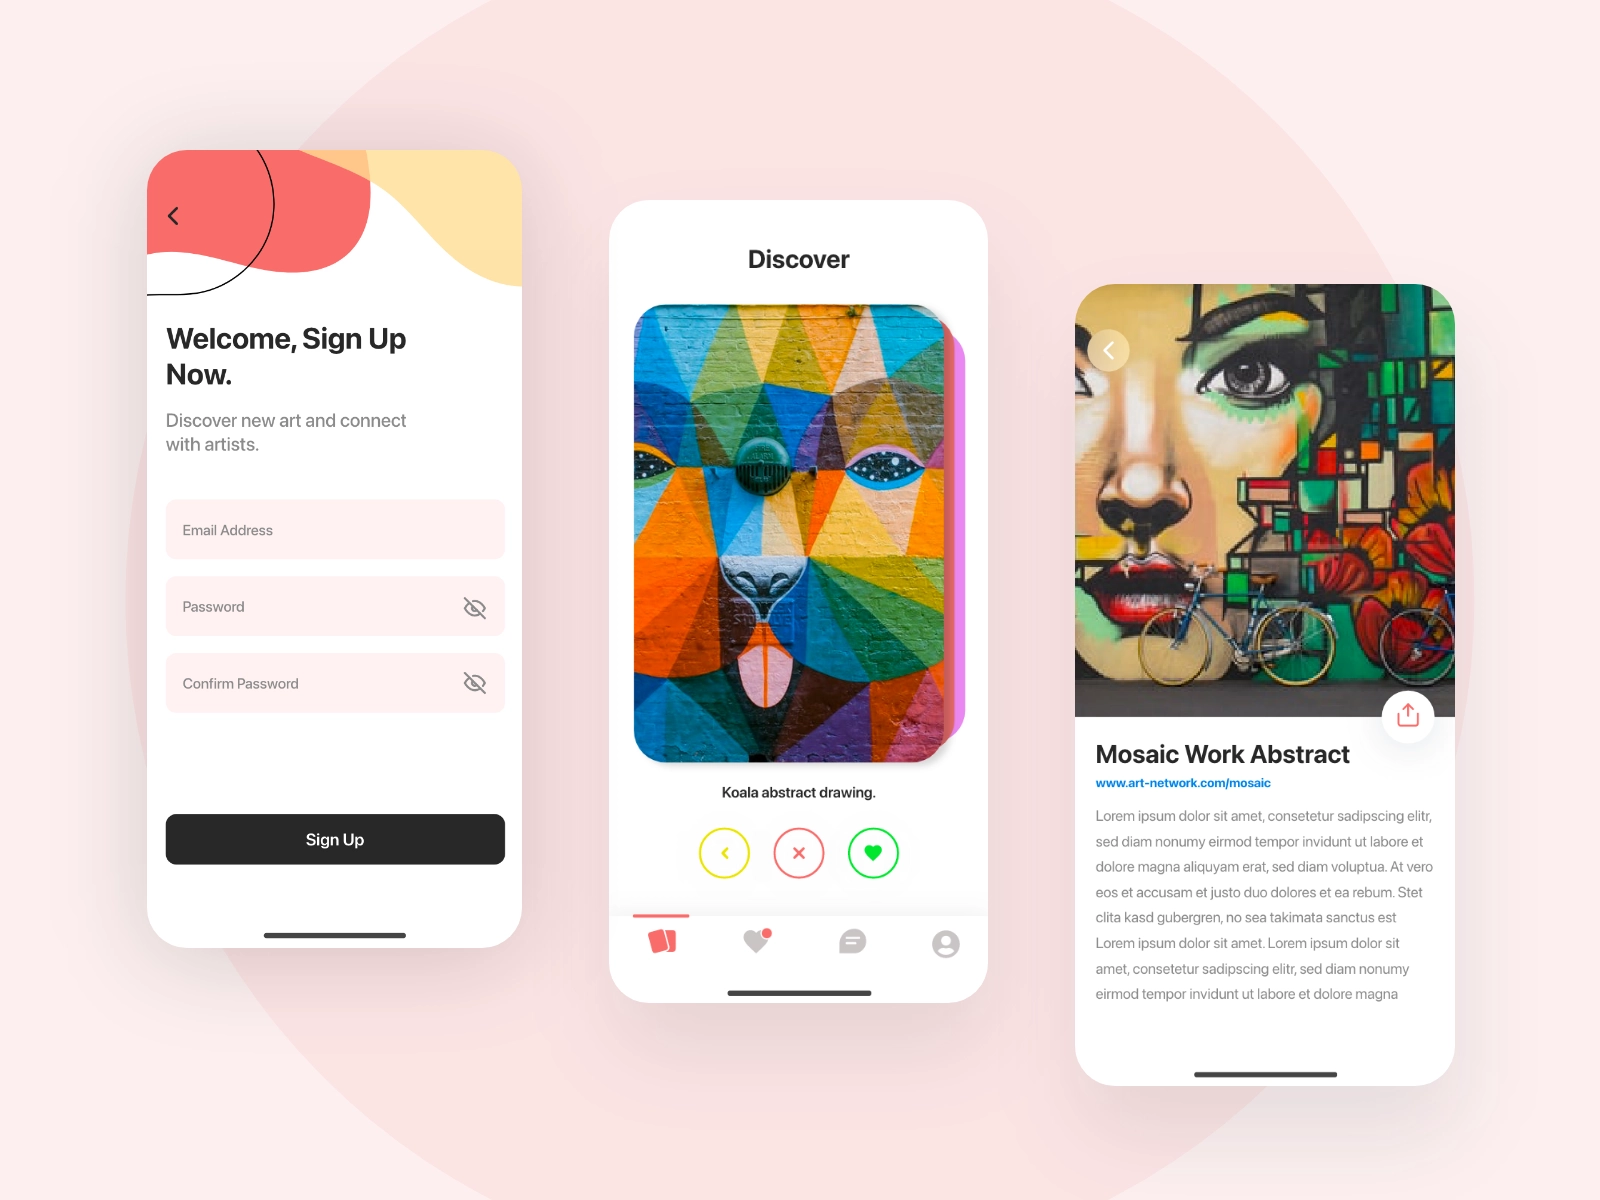 Welcome, Sign Up
Now.
Discover new art and connect
with artists.
Email Address
Password
Confirm Password
Sign Up
Discover
Koala abstract drawing.
Mosaic Work Abstract
www.art-network.com/mosaic
Lorem ipsum dolor sit amet, consetetur sadipscing elitr,
sed diam nonumy eirmod tempor invidunt ut labore et
dolore magna aliquyam erat, sed diam voluptua. At vero
eos et accusam et justo duo dolores et ea rebum. Stet
clita kasd gubergren, no sea takimata sanctus est
Lorem ipsum dolor sit amet. Lorem ipsum dolor sit
amet, consetetur sadipscing elitr, sed diam nonumy
eirmod tempor invidunt ut labore et dolore magna